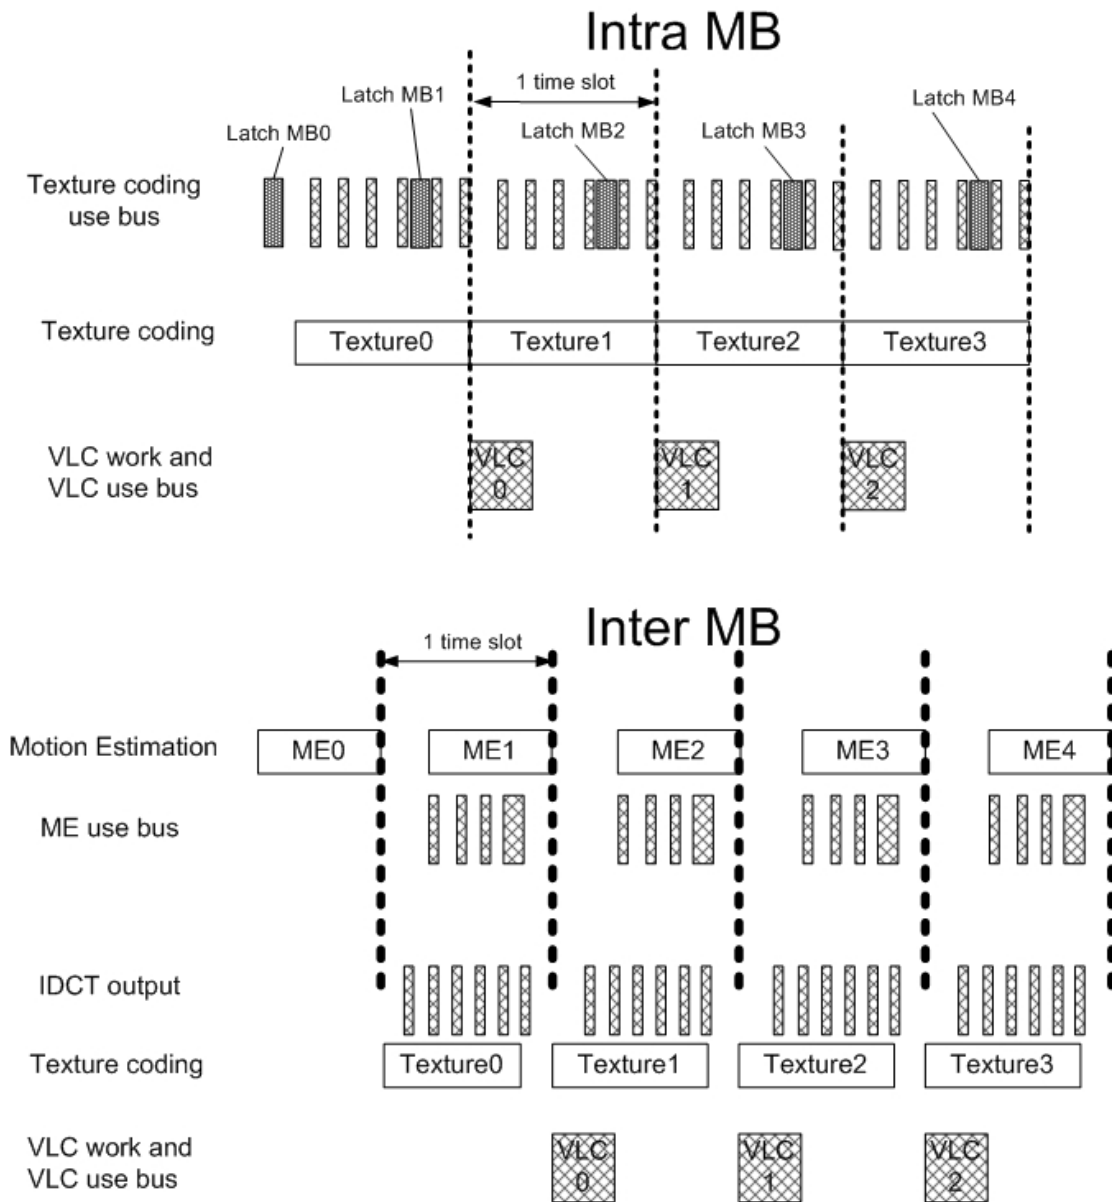 Intra MB
1 time slot
Latch MB0
Latch MB1
Latch MB2
Latch MB3
Latch MB4
Texture coding
use bus
Texture coding
Texture0
Texture1
Texture2
Texture3
VLC work and
VLC use bus
VLC
0
VLC
1
VLC
2
Inter MB
1 time slot
Motion Estimation
ME0
ME1
ME2
ME3
ME4
ME use bus
IDCT output
Texture coding
Texture0
Texture1
Texture2
Texture3
VLC work and
VLC use bus
VLC
0
VLC
1
VLC
2